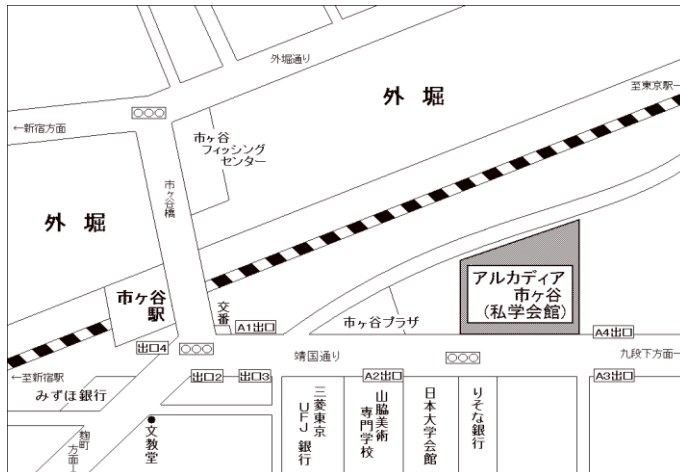 外堀通り
外 堀
至東京駅→
○○○
←新宿方面
市ヶ谷
フィッシング
センター
市ヶ谷橋
外 堀
アルカディア
市ヶ谷
(私学会館)
市ヶ谷
駅
交番
A1出口
市ヶ谷プラザ
A4出口
出口4
○○○
靖国通り
○○○
九段下方面→
←至新宿駅
みずほ銀行
出口2
出口3
A2出口
A3出口
三菱東京
UFJ銀行
山脇美術
専門学校
日本大学会館
りそな銀行
文教堂
麹町
方面